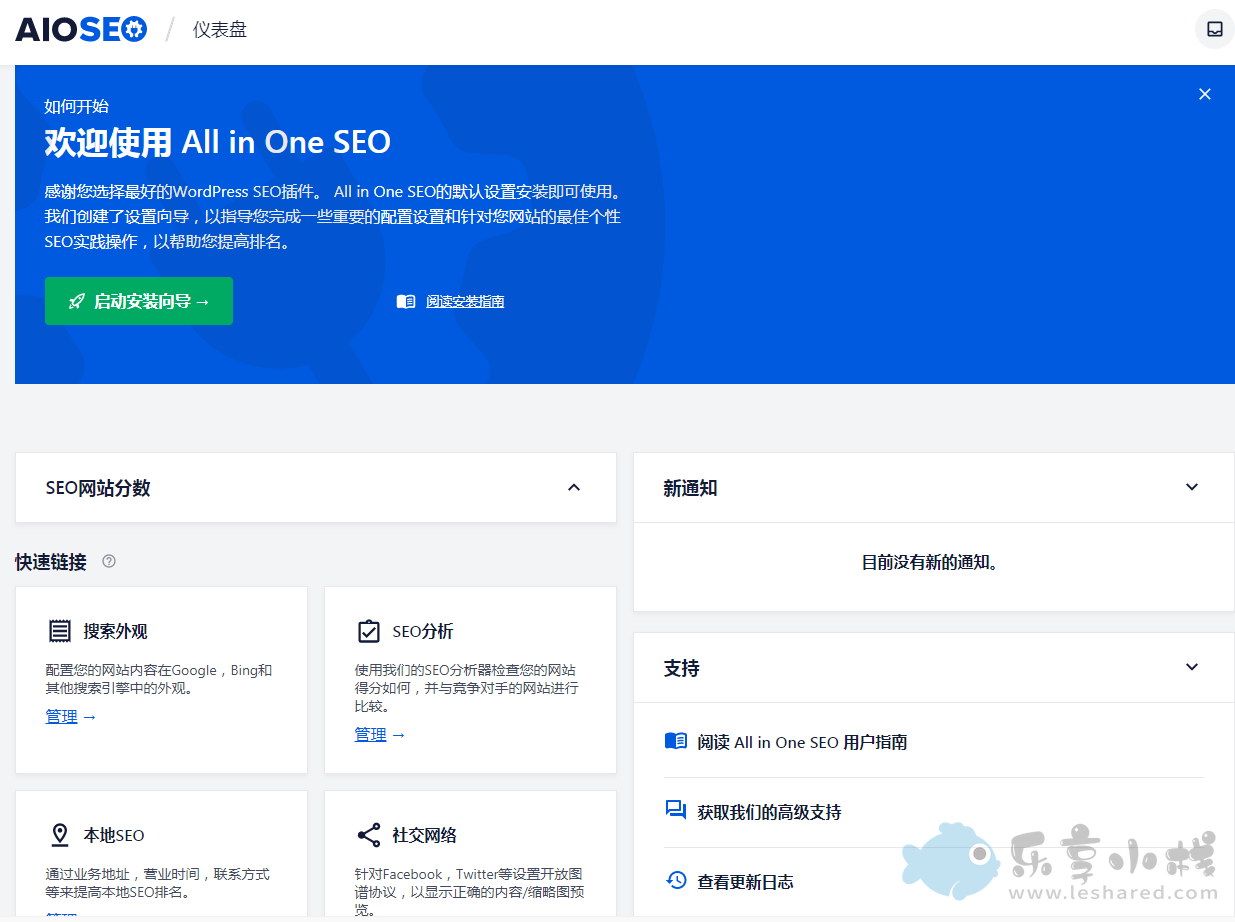 AIOSEO / 仪表盘
如何开始
欢迎使用 All in One SEO
感谢您选择最好的WordPress SEO插件。 All in One SEO的默认设置安装即可使用。
我们创建了设置向导，以指导您完成一些重要的配置设置和针对您网站的最佳个性
SEO实践操作，以帮助您提高排名。
启动安装向导→
阅读安装指南
SEO网站分数
快速链接
搜索外观
配置您的网站内容在Google，Bing和
其他搜索引擎中的外观。
管理 →
SEO分析
使用我们的SEO分析器检查您的网站
得分如何，并与竞争对手的网站进行
比较。
管理 →
本地SEO
通过业务地址，营业时间，联系方式
等来提高本地SEO排名。
管理
社交网络
针对Facebook，Twitter等设置开放图
谱协议，以显示正确的内容/缩略图预
览。
新通知
目前没有新的通知。
支持
阅读 All in One SEO 用户指南
获取我们的高级支持
查看更新日志
乐享小栈
www.leshared.com